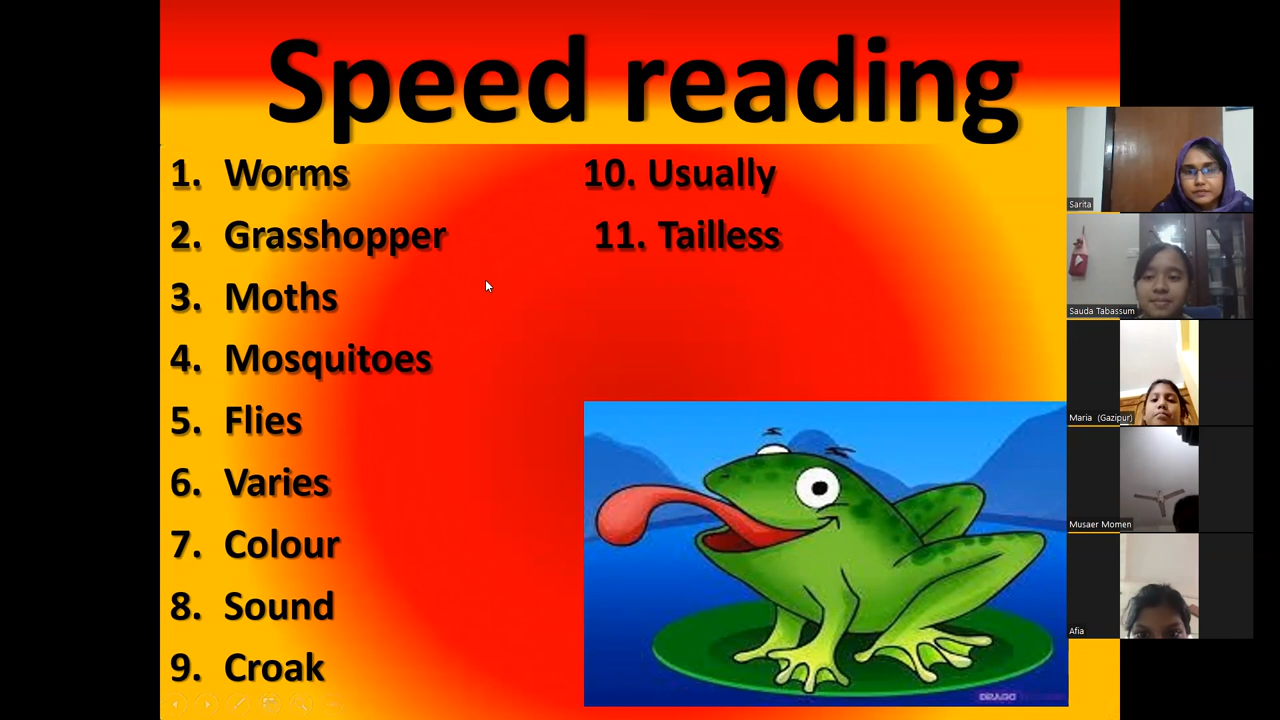 Speed reading
1. Worms
2. Grasshopper
3. Moths
4. Mosquitoes
5. Flies
6. Varies
7. Colour
8. Sound
9. Croak
10. Usually
11. Tailless
Sarita
Sauda Tabassum
Maria (Gazipur)
Musaer Momen
Afia